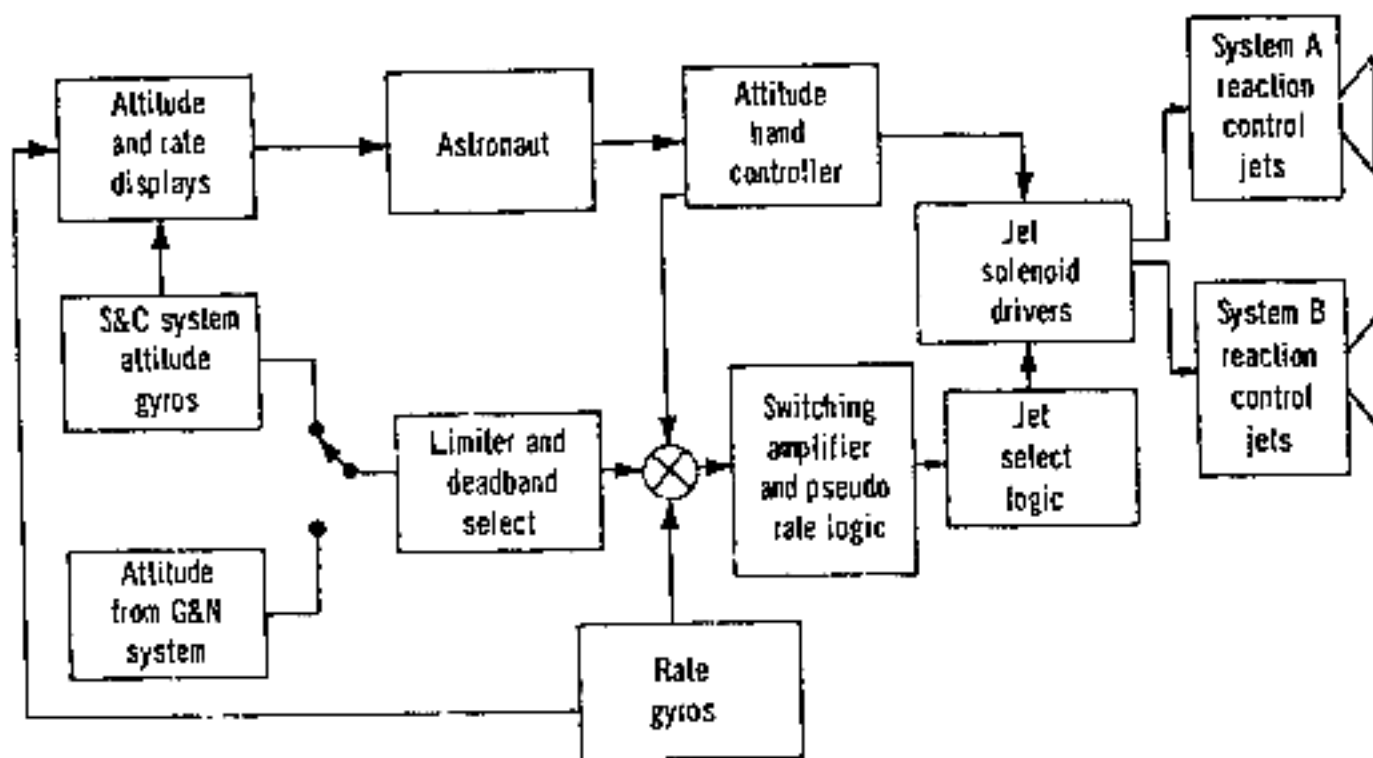 Attitude
and rate
displays
Astronaut
Attitude
hand
controller
System A
reaction
control
jets
Jet
solenoid
drivers
S&C system
attitude
gyros
System B
reaction
control
jets
Limiter and
deadband
select
Switching
amplifier
and pseudo
rate logic
Jet
select
logic
Attitude
from G&N
system
Rate
gyros